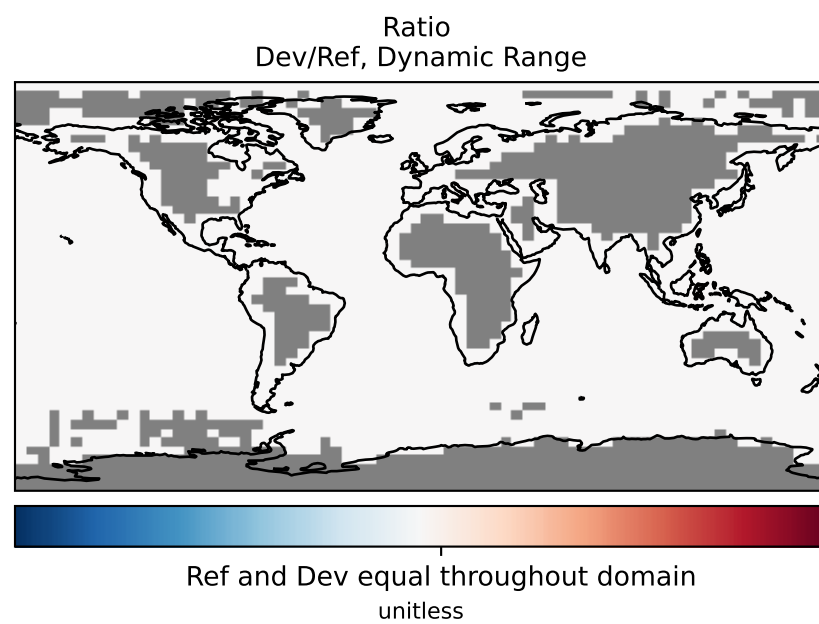 Ratio
Dev/Ref, Dynamic Range
Ref and Dev equal throughout domain
unitless